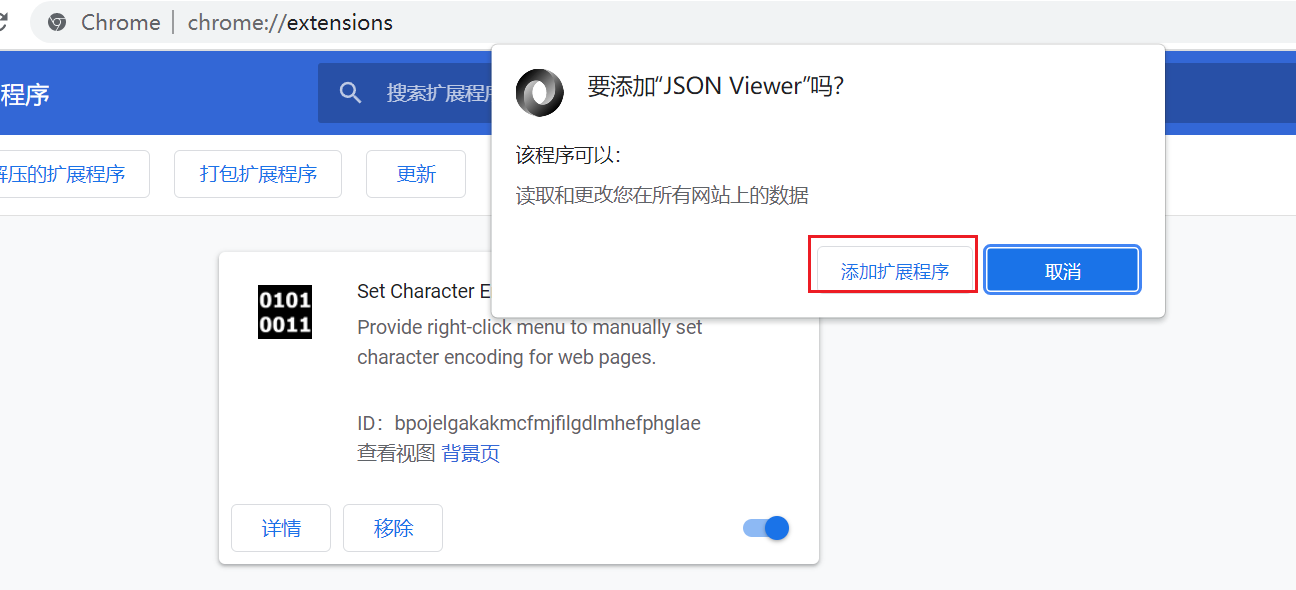 Chrome | chrome://extensions
程序
搜索扩展程序
要添加“JSON Viewer”吗?
该程序可以:
读取和更改您在所有网站上的数据
添加扩展程序
取消
解压的扩展程序
打包扩展程序
更新
0101
0011
Set Character E
Provide right-click menu to manually set
character encoding for web pages.
ID: bpojelgakakmcfmjfilgdlmhefphglae
查看视图 背景页
详情
移除